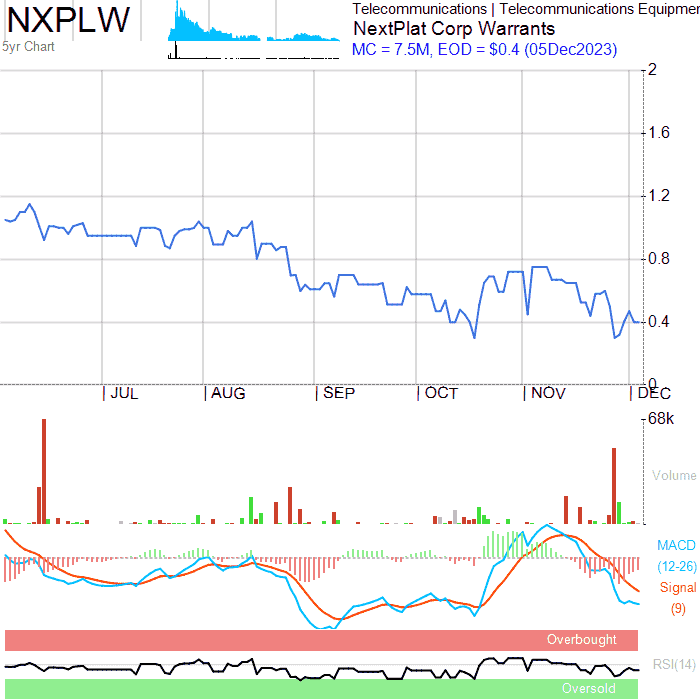 NXPLW
5yr Chart
Telecommunications | Telecommunications Equipmen
NextPlat Corp Warrants
MC = 7.5M, EOD = $0.4 (05Dec2023)
2
1.6
1.2
0.8
0.4
0
JUL AUG SEP OCT NOV DEC
68k
Volume
MACD
(12-26)
Signal
(9)
Overbought
RSI(14)
Oversold